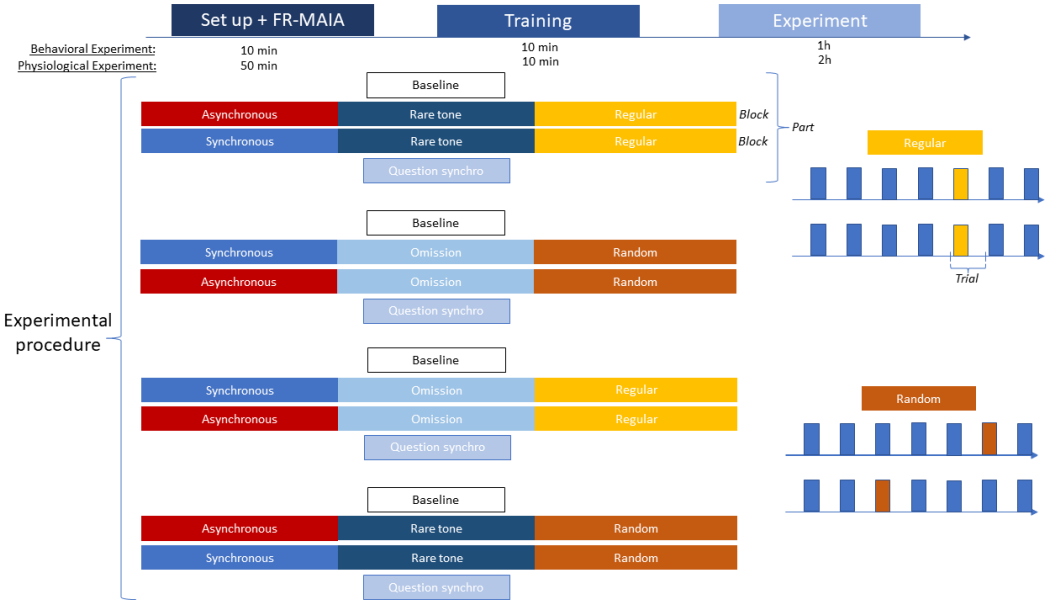 Set up + FR-MAIA
Training
Experiment
Behavioral Experiment:
10 min
10 min
1h
Physiological Experiment:
50 min
10 min
2h
Baseline
Asynchronous
Rare tone
Regular
Block
Synchronous
Rare tone
Regular
Block
Part
Question synchro
Regular
Trial
Baseline
Synchronous
Omission
Random
Asynchronous
Omission
Random
Question synchro
Experimental
procedure
Baseline
Synchronous
Omission
Regular
Asynchronous
Omission
Regular
Question synchro
Random
Baseline
Asynchronous
Rare tone
Random
Synchronous
Rare tone
Random
Question synchro